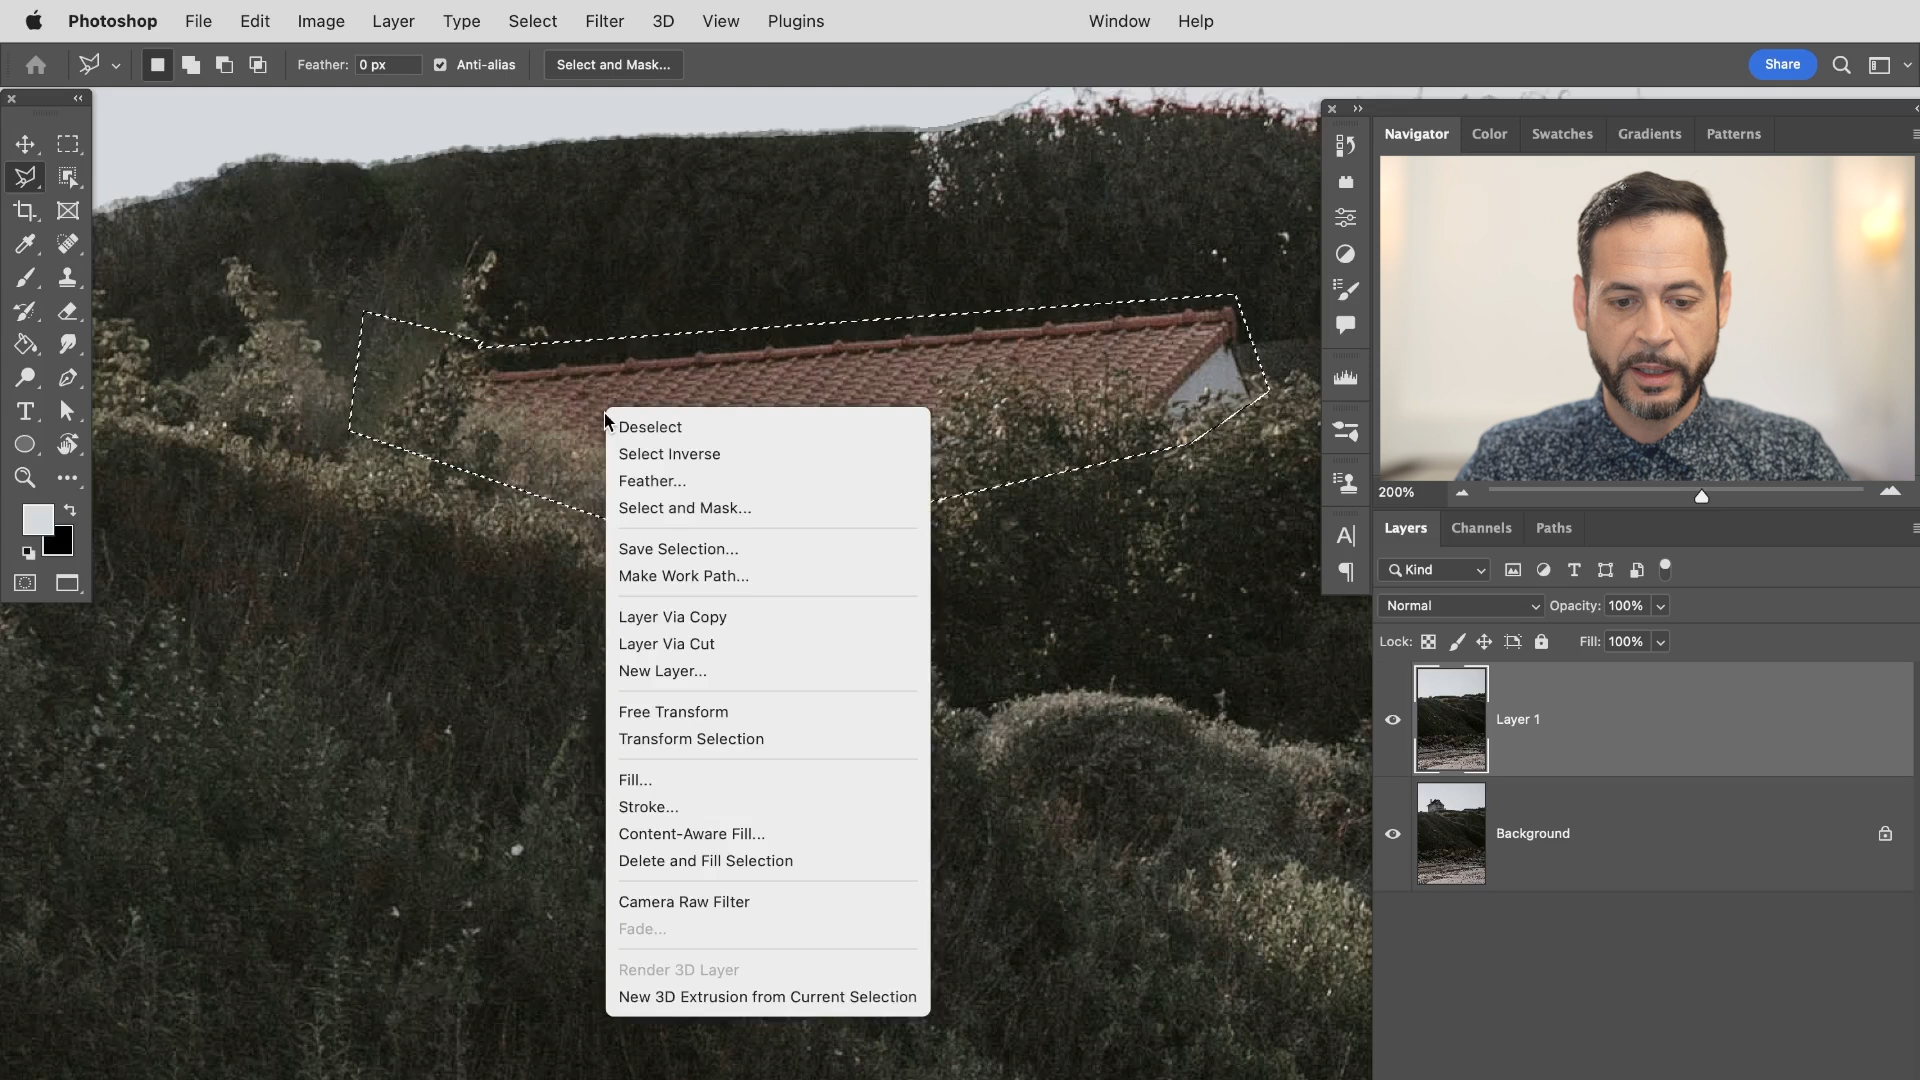 Photoshop File Edit Image Layer Type Select Filter 3D View Plugins Window Help
Feather: 0 px Anti-alias Select and Mask... Share
Navigator Color Swatches Gradients Patterns
200%
Layers Channels Paths
Kind
Normal Opacity: 100%
Lock: Fill: 100%
Layer 1
Background
Deselect
Select Inverse
Feather...
Select and Mask...
Save Selection...
Make Work Path...
Layer Via Copy
Layer Via Cut
New Layer...
Free Transform
Transform Selection
Fill...
Stroke...
Content-Aware Fill...
Delete and Fill Selection
Camera Raw Filter
Fade...
Render 3D Layer
New 3D Extrusion from Current Selection